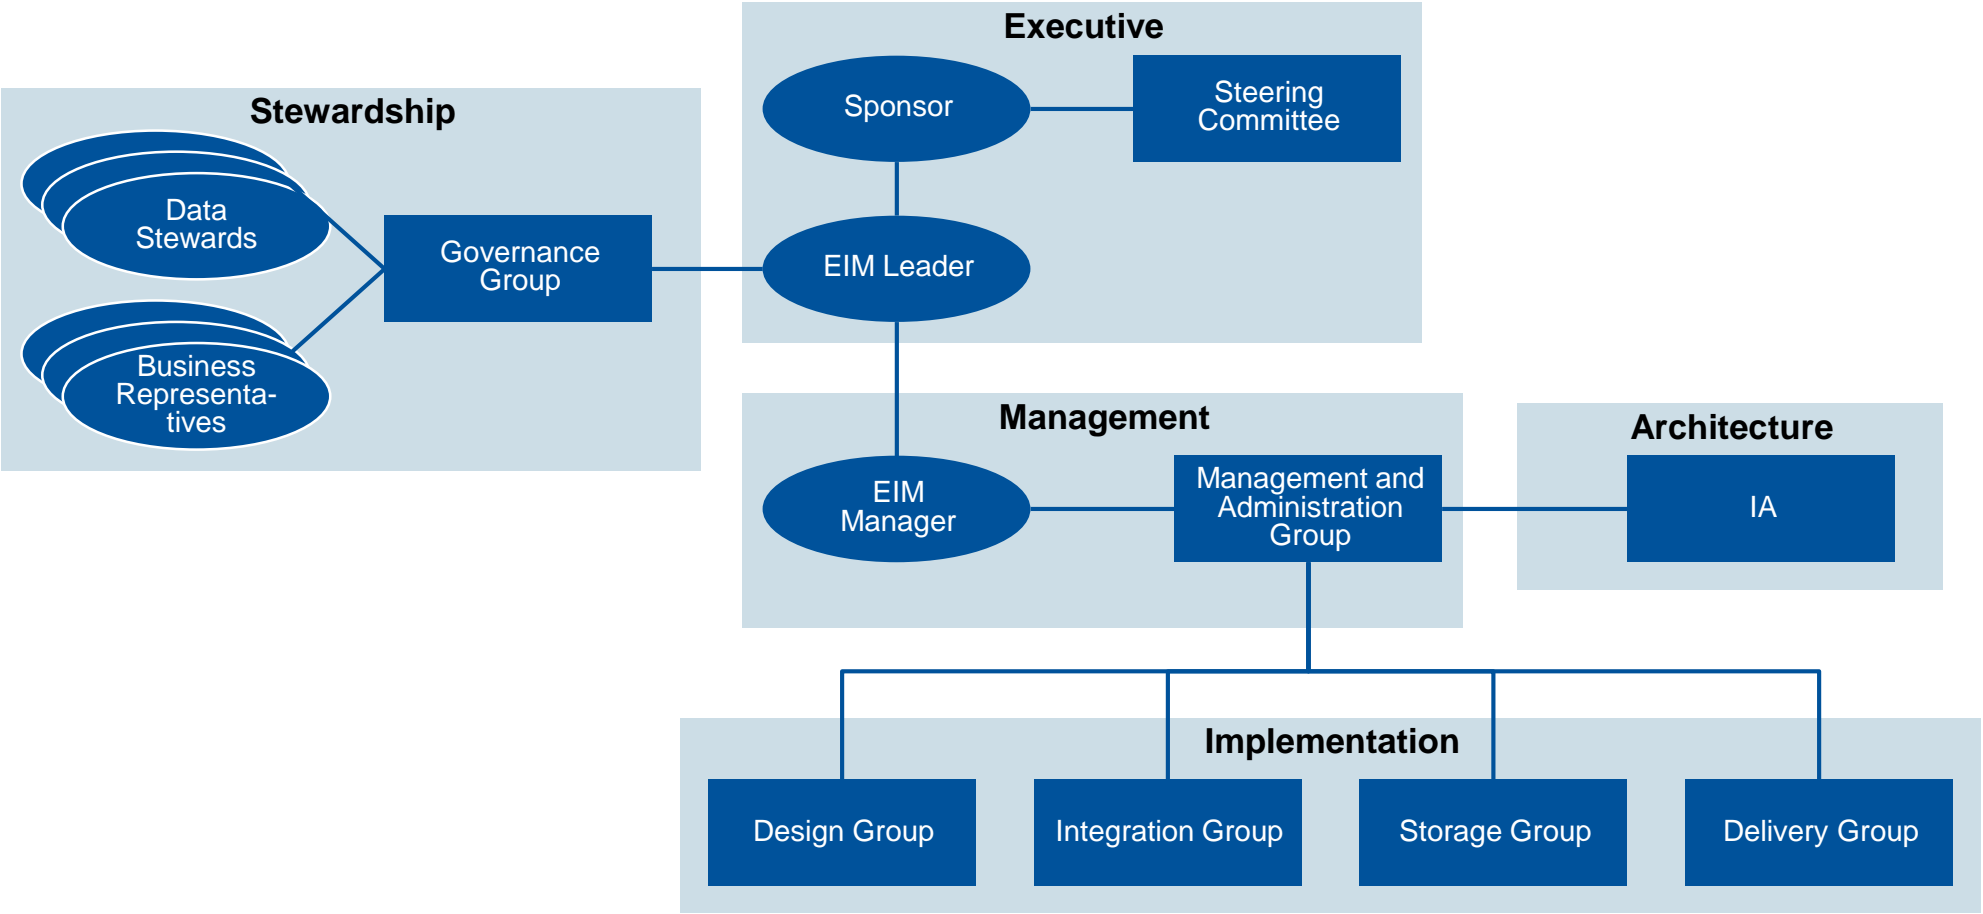 Executive
Sponsor
Steering
Committee
Stewardship
Data
Stewards
Governance
Group
EIM Leader
Business
Representa-
tives
Management
EIM
Manager
Management and
Administration
Group
Architecture
IA
Implementation
Design Group
Integration Group
Storage Group
Delivery Group